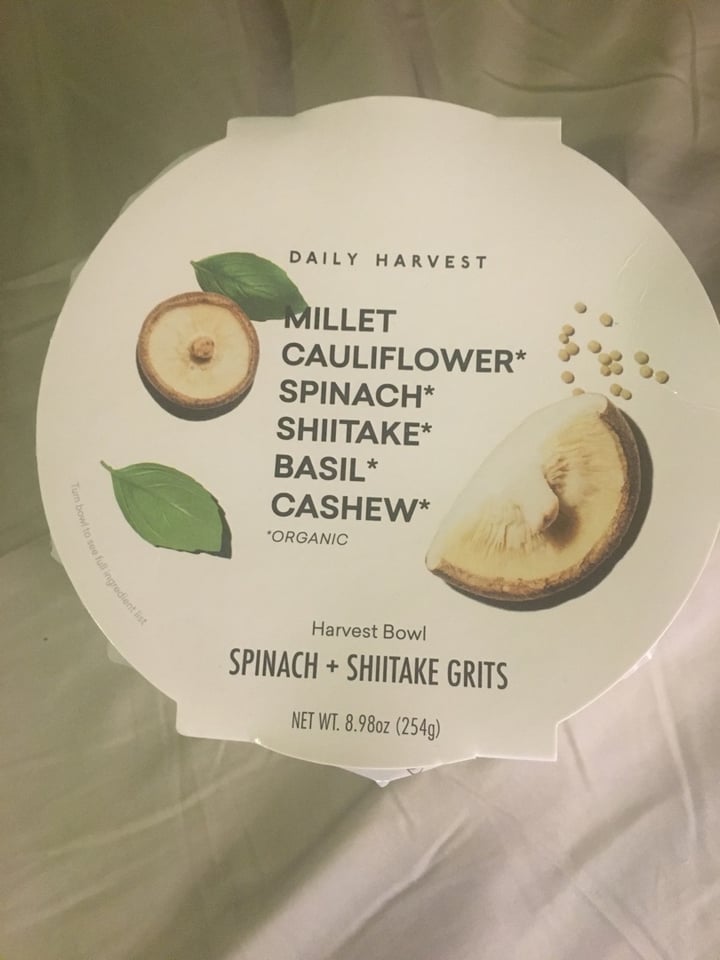 DAILY HARVEST
MILLET
CAULIFLOWER*
SPINACH*
SHIITAKE*
BASIL*
CASHEW*
*ORGANIC
Turn bowl to see full ingredient list
Harvest Bowl
SPINACH + SHIITAKE GRITS
NET WT. 8.98oz (254g)